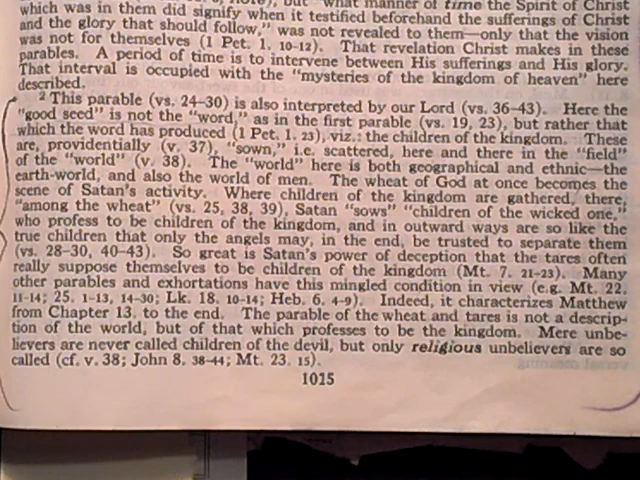 note), but "what manner of time the Spirit of Christ
which was in them did signify when it testified beforehand the sufferings of Christ
and the glory that should follow," was not revealed to them—only that the vision
was not for themselves (1 Pet. 1. 10-12). That revelation Christ makes in these
parables. A period of time is to intervene between His sufferings and His glory.
That interval is occupied with the "mysteries of the kingdom of heaven" here
described.
2 This parable (vs. 24-30) is also interpreted by our Lord (vs. 36-43). Here the
"good seed" is not the "word," as in the first parable (vs. 19, 23), but rather that
which the word has produced (1 Pet. 1. 23), viz.: the children of the kingdom. These
are, providentially (v. 37), "sown," i.e. scattered, here and there in the "field"
of the "world" (v. 38). The "world" here is both geographical and ethnic—the
earth-world, and also the world of men. The wheat of God at once becomes the
scene of Satan's activity. Where children of the kingdom are gathered, there,
"among the wheat" (vs. 25, 38, 39), Satan "sows" "children of the wicked one,"
who profess to be children of the kingdom, and in outward ways are so like the
true children that only the angels may, in the end, be trusted to separate them
(vs. 28-30, 40-43). So great is Satan's power of deception that the tares often
really suppose themselves to be children of the kingdom (Mt. 7. 21-23). Many
other parables and exhortations have this mingled condition in view (e.g. Mt. 22.
11-14; 25. 1-13, 14-30; Lk. 18. 10-14; Heb. 6. 4-9). Indeed, it characterizes Matthew
from Chapter 13. to the end. The parable of the wheat and tares is not a descrip-
tion of the world, but of that which professes to be the kingdom. Mere unbe-
lievers are never called children of the devil, but only religious unbelievers are so
called (cf. v. 38; John 8. 38-44; Mt. 23. 15).
1025